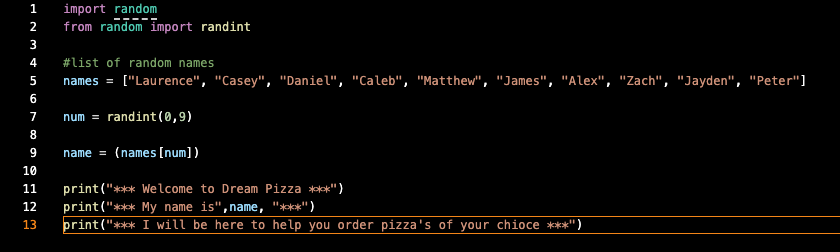 1 import random
2 from random import randint
3
4 #list of random names
5 names = ["Laurence", "Casey", "Daniel", "Caleb", "Matthew", "James", "Alex", "Zach", "Jayden", "Peter"]
6
7 num = randint(0,9)
8
9 name = (names[num])
10
11 print("*** Welcome to Dream Pizza ***")
12 print("*** My name is",name, "***")
13 print("*** I will be here to help you order pizza's of your chioce ***")